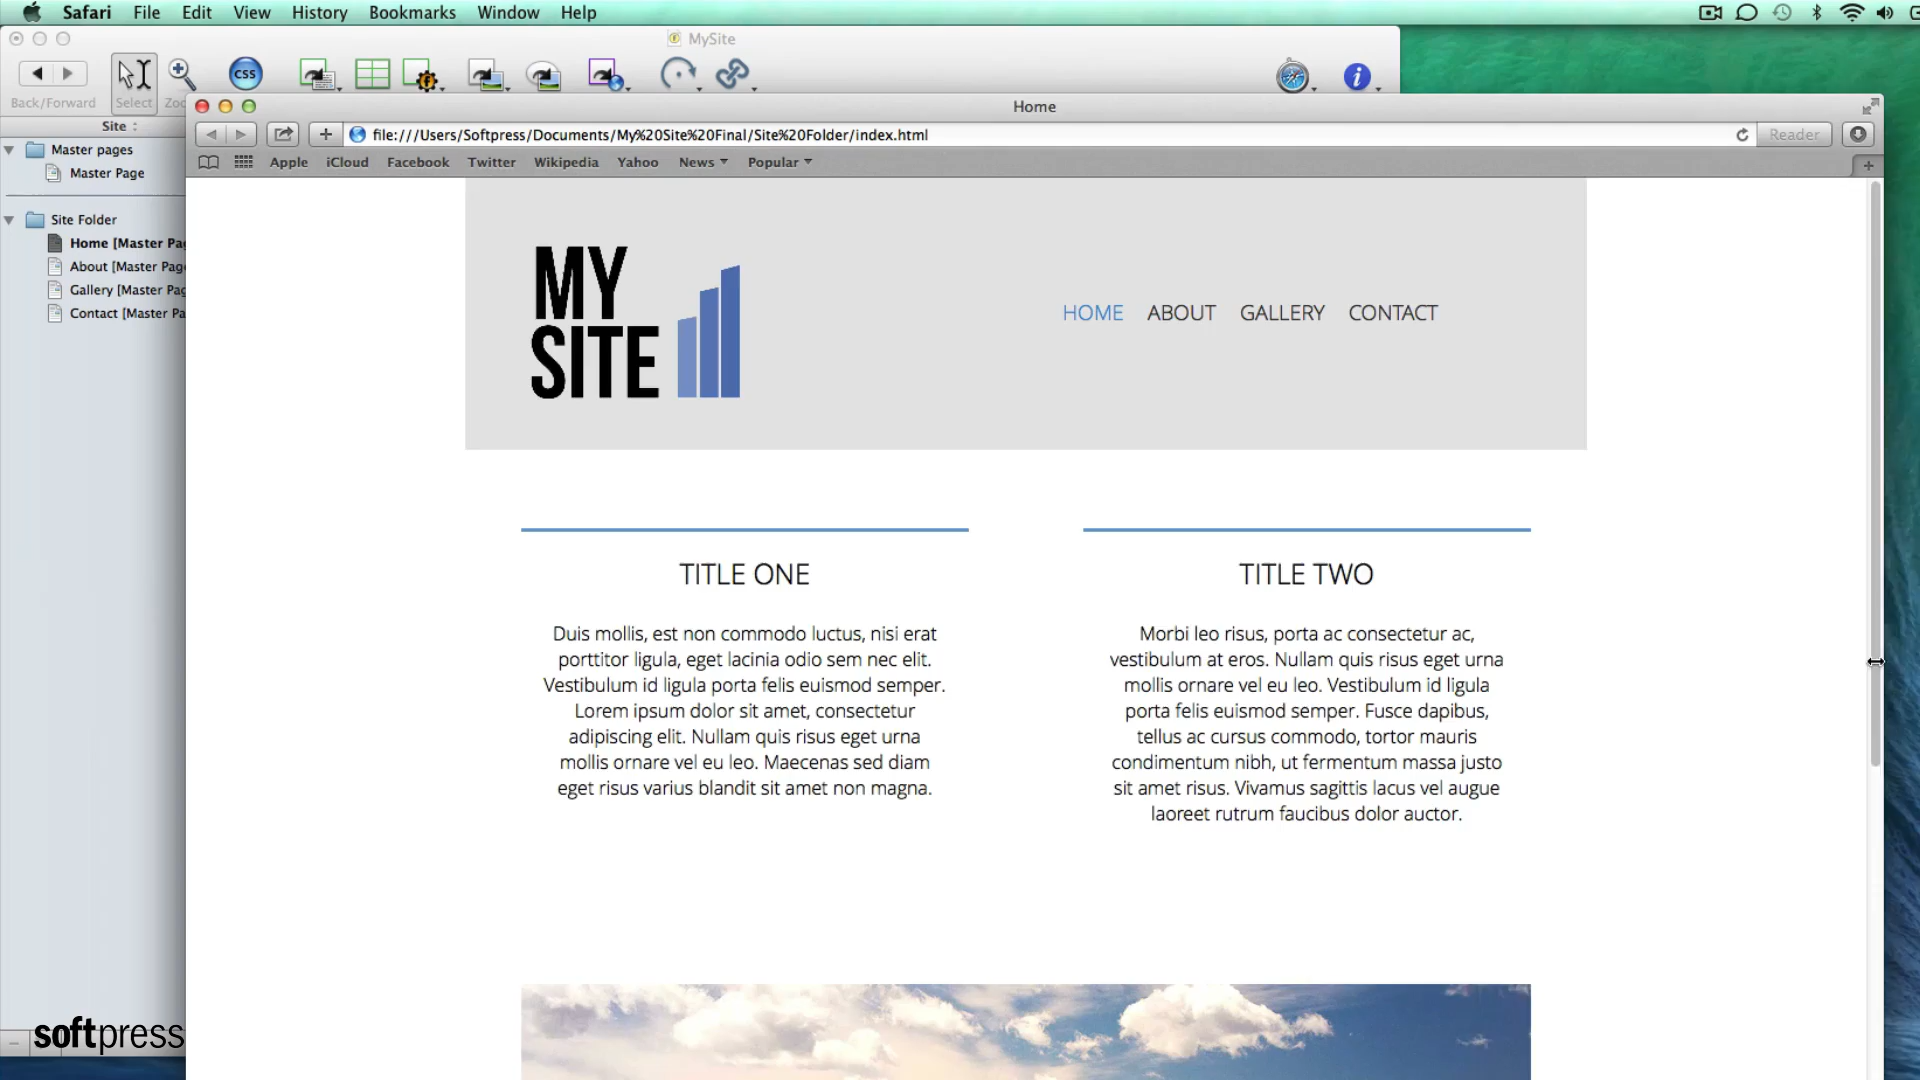 Safari File Edit View History Bookmarks Window Help
MySite
CSS
Back/Forward Select
Site
Home
file:///Users/Softpress/Documents/My%20Site%20Final/Site%20Folder/index.html
Reader
Apple iCloud Facebook Twitter Wikipedia Yahoo News Popular
Master pages
Master Page
Site Folder
Home [Master Pag
About [Master Page
Gallery [Master Pag
Contact [Master Pa
MY
SITE
HOME ABOUT GALLERY CONTACT
TITLE ONE
Duis mollis, est non commodo luctus, nisi erat
porttitor ligula, eget lacinia odio sem nec elit.
Vestibulum id ligula porta felis euismod semper.
Lorem ipsum dolor sit amet, consectetur
adipiscing elit. Nullam quis risus eget urna
mollis ornare vel eu leo. Maecenas sed diam
eget risus varius blandit sit amet non magna.
TITLE TWO
Morbi leo risus, porta ac consectetur ac,
vestibulum at eros. Nullam quis risus eget urna
mollis ornare vel eu leo. Vestibulum id ligula
porta felis euismod semper. Fusce dapibus,
tellus ac cursus commodo, tortor mauris
condimentum nibh, ut fermentum massa justo
sit amet risus. Vivamus sagittis lacus vel augue
laoreet rutrum faucibus dolor auctor.
softpress